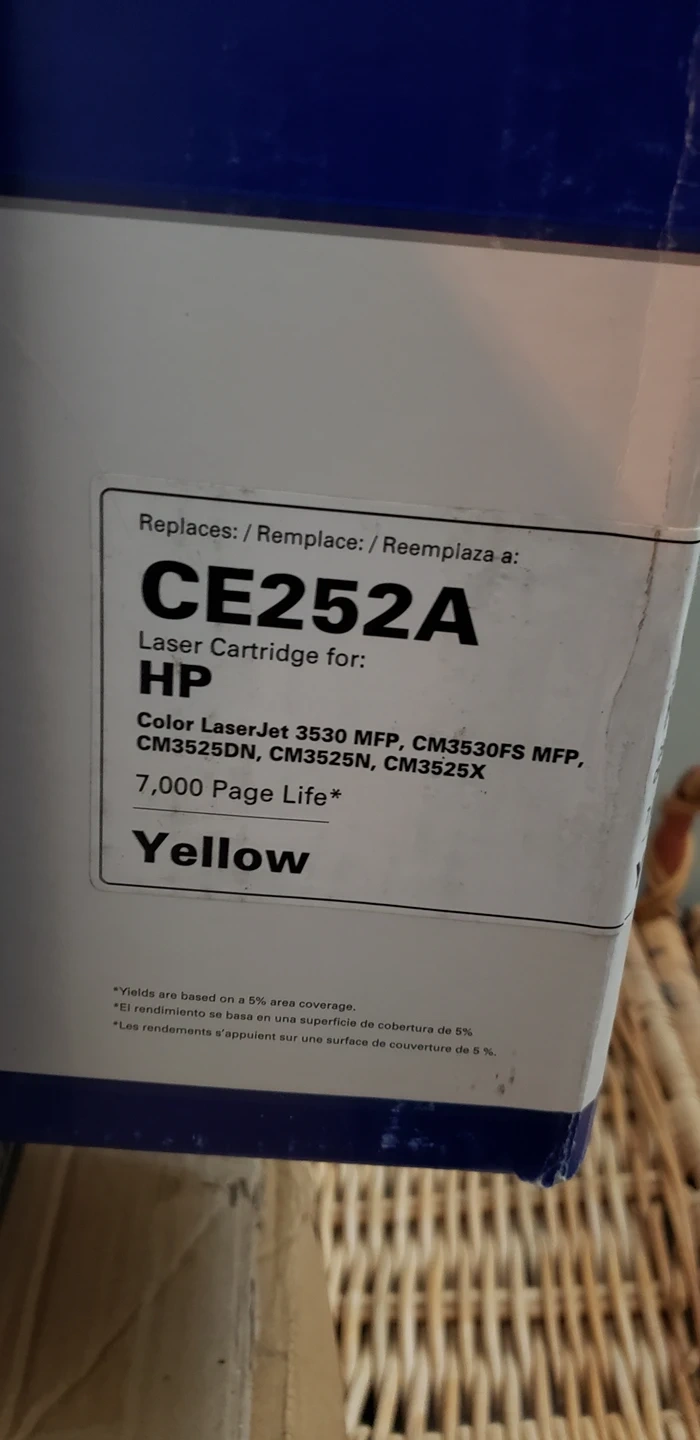 Replaces: / Remplace: / Reemplaza a:
CE252A
Laser Cartridge for:
HP
Color LaserJet 3530 MFP, CM3530FS MFP,
CM3525DN, CM3525N, CM3525X
7,000 Page Life*
Yellow
*Yields are based on a 5% area coverage.
*El rendimiento se basa en una superficie de cobertura de 5%
*Les rendements s'appuient sur une surface de couverture de 5 %.